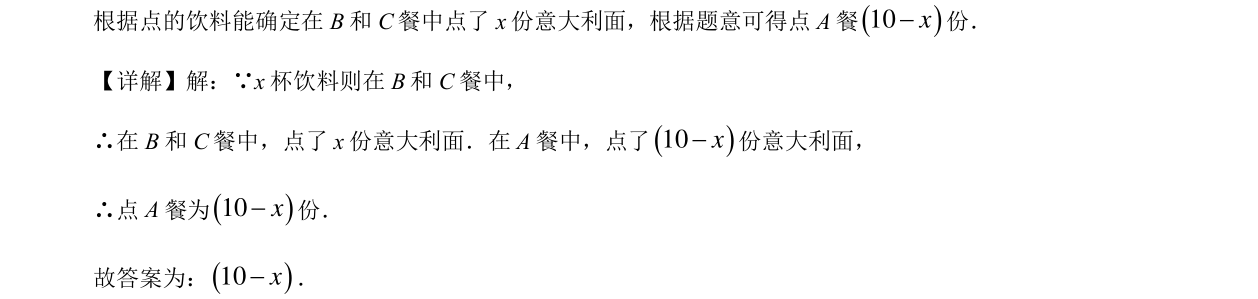 根据点的饮料能确定在 B 和 C 餐中点了 x 份意大利面，根据题意可得点 A 餐(10−x)份．
【详解】解：∵x 杯饮料则在 B 和 C 餐中，
∴在 B 和 C 餐中，点了 x 份意大利面．在 A 餐中，点了(10−x)份意大利面，
∴点 A 餐为(10−x)份．
故答案为：(10−x)．